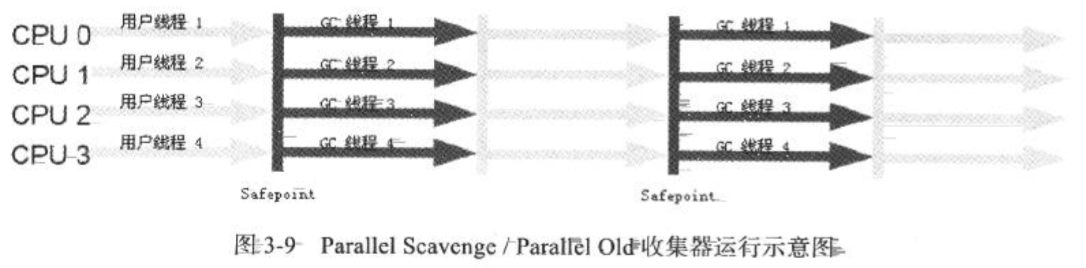 CPU 0 用户线程 1 GC 线程 1 GC 线程 1
CPU 1 用户线程 2 GC 线程 2 GC 线程 2
CPU 2 用户线程 3 GC 线程 3 GC 线程 3
CPU 3 用户线程 4 GC 线程 4 GC 线程 4
Safepoint Safepoint
图 3-9 Parallel Scavenge / Parallel Old 收集器运行示意图